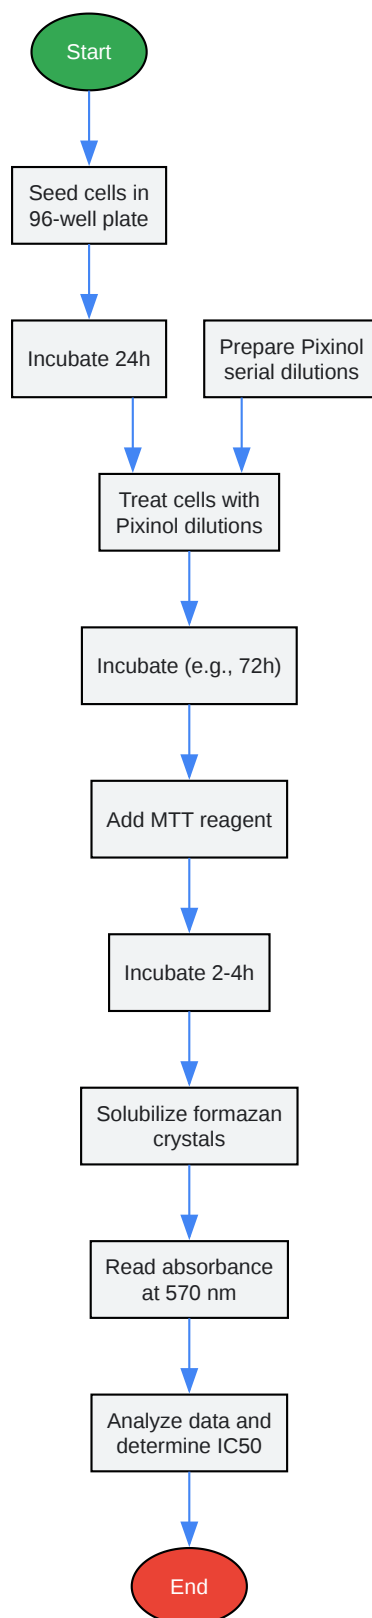 Start
Seed cells in
96-well plate
Incubate 24h
Prepare Pixinol
serial dilutions
Treat cells with
Pixinol dilutions
Incubate (e.g., 72h)
Add MTT reagent
Incubate 2-4h
Solubilize formazan
crystals
Read absorbance
at 570 nm
Analyze data and
determine IC50
End